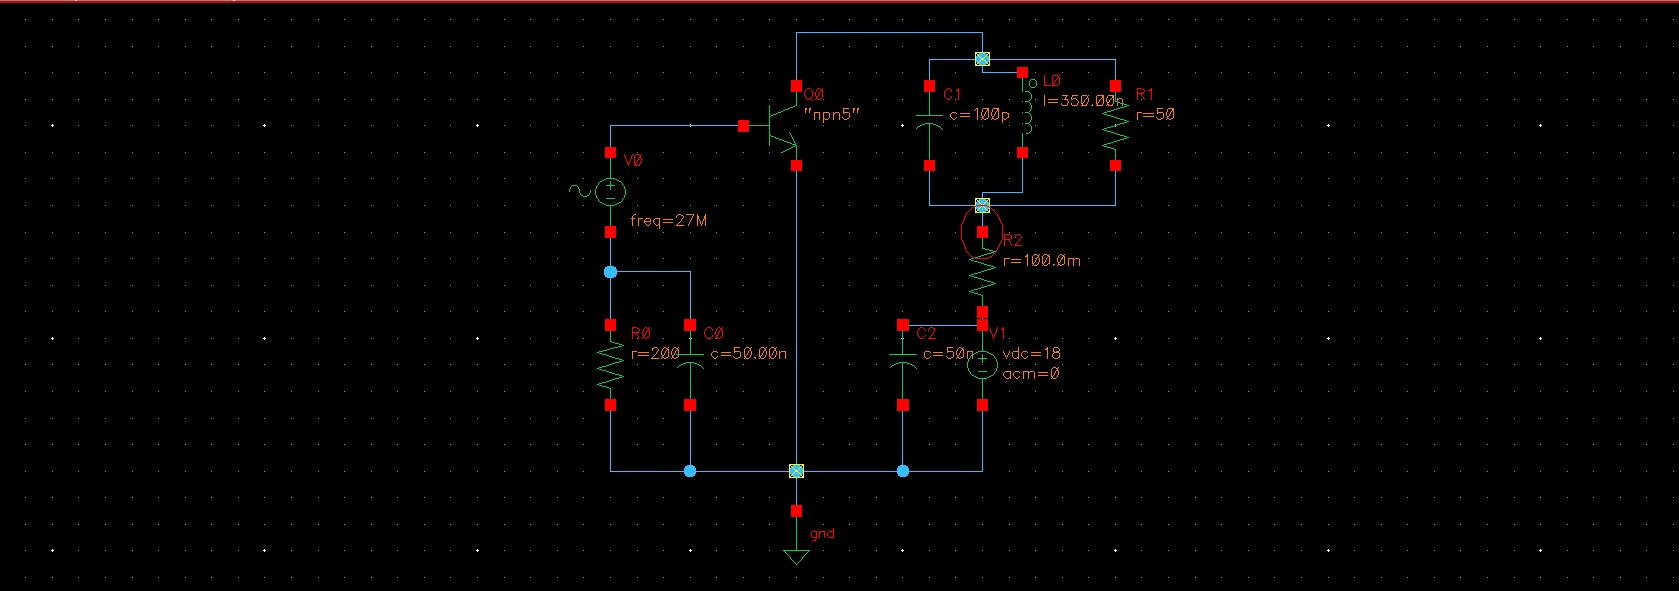 Q0
"npn5"
C1
c=100p
L0
l=350.00n
R1
r=50
V0
freq=27M
R2
r=100.0m
R0
r=200
C0
c=50.00n
C2
c=50n
V1
vdc=18
acm=0
gnd